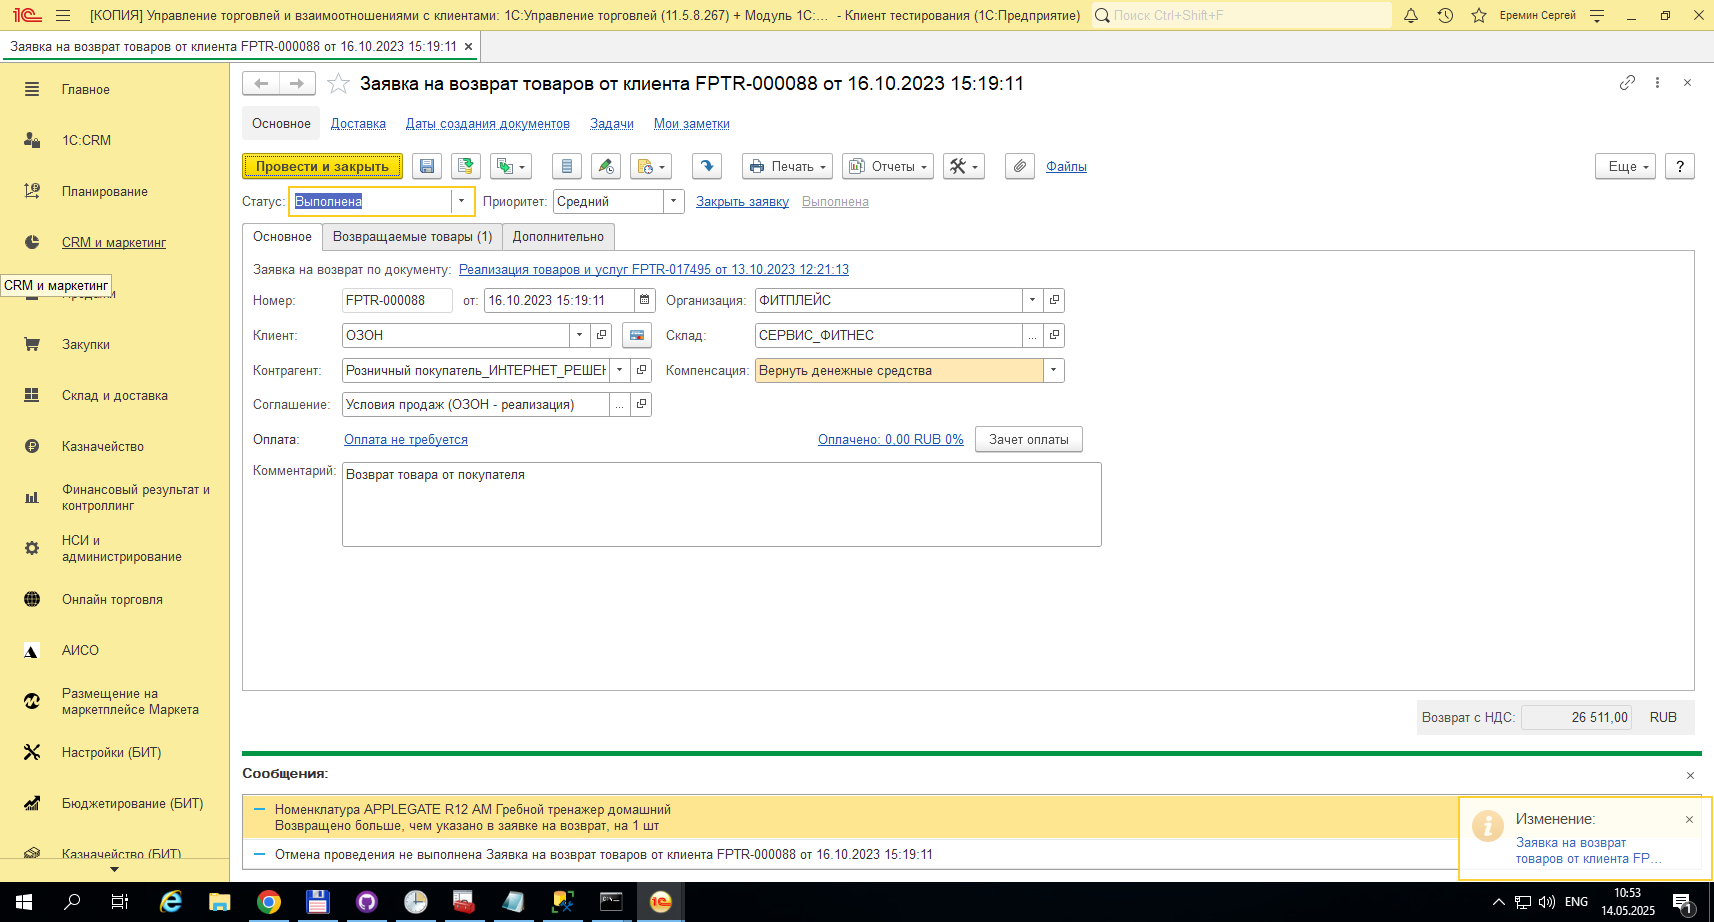 [КОПИЯ] Управление торговли и взаимоотношениями с клиентами: 1С:Управление торговлей (11.5.8.267) + Модуль 1С:... - Клиент тестирования (1С:Предприятие)
Поиск Ctrl+Shift+F
Еремин Сергей
Заявка на возврат товаров от клиента FPTR-000088 от 16.10.2023 15:19:11
Главное
1С:CRM
Планирование
CRM и маркетинг
CRM и маркетинг
Закупки
Склад и доставка
Казначейство
Финансовый результат и
контроллинг
НСИ и
администрирование
Онлайн торговля
АИСО
Размещение на
маркетплейсе Маркета
Настройки (БИТ)
Бюджетирование (БИТ)
Казначейство (БИТ)
Заявка на возврат товаров от клиента FPTR-000088 от 16.10.2023 15:19:11
Основное Доставка Даты создания документов Задачи Мои заметки
Провести и закрыть Печать Отчеты Файлы Еще ?
Статус: Выполнена Приоритет: Средний Закрыть заявку Выполнена
Основное Возвращаемые товары (1) Дополнительно
Заявка на возврат по документу: Реализация товаров и услуг FPTR-017495 от 13.10.2023 12:21:13
Номер: FPTR-000088 от: 16.10.2023 15:19:11 Организация: ФИТПЛЕЙС
Клиент: ОЗОН Склад: СЕРВИС_ФИТНЕС
Контрагент: Розничный покупатель_ИНТЕРНЕТ_РЕШЕН Компенсация: Вернуть денежные средства
Соглашение: Условия продаж (ОЗОН - реализация)
Оплата: Оплата не требуется Оплачено: 0,00 RUB 0% Зачет оплаты
Комментарий: Возврат товара от покупателя
Возврат с НДС: 26 511,00 RUB
Сообщения:
Номенклатура APPLEGATE R12 AM Гребной тренажер домашний
Возвращено больше, чем указано в заявке на возврат, на 1 шт
Отмена проведения не выполнена Заявка на возврат товаров от клиента FPTR-000088 от 16.10.2023 15:19:11
Изменение:
Заявка на возврат
товаров от клиента FP...
ENG
10:53
14.05.2025
1